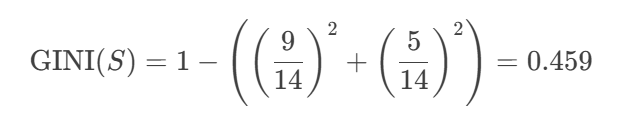 GINI(S) = 1 − ((9/14)² + (5/14)²) = 0.459